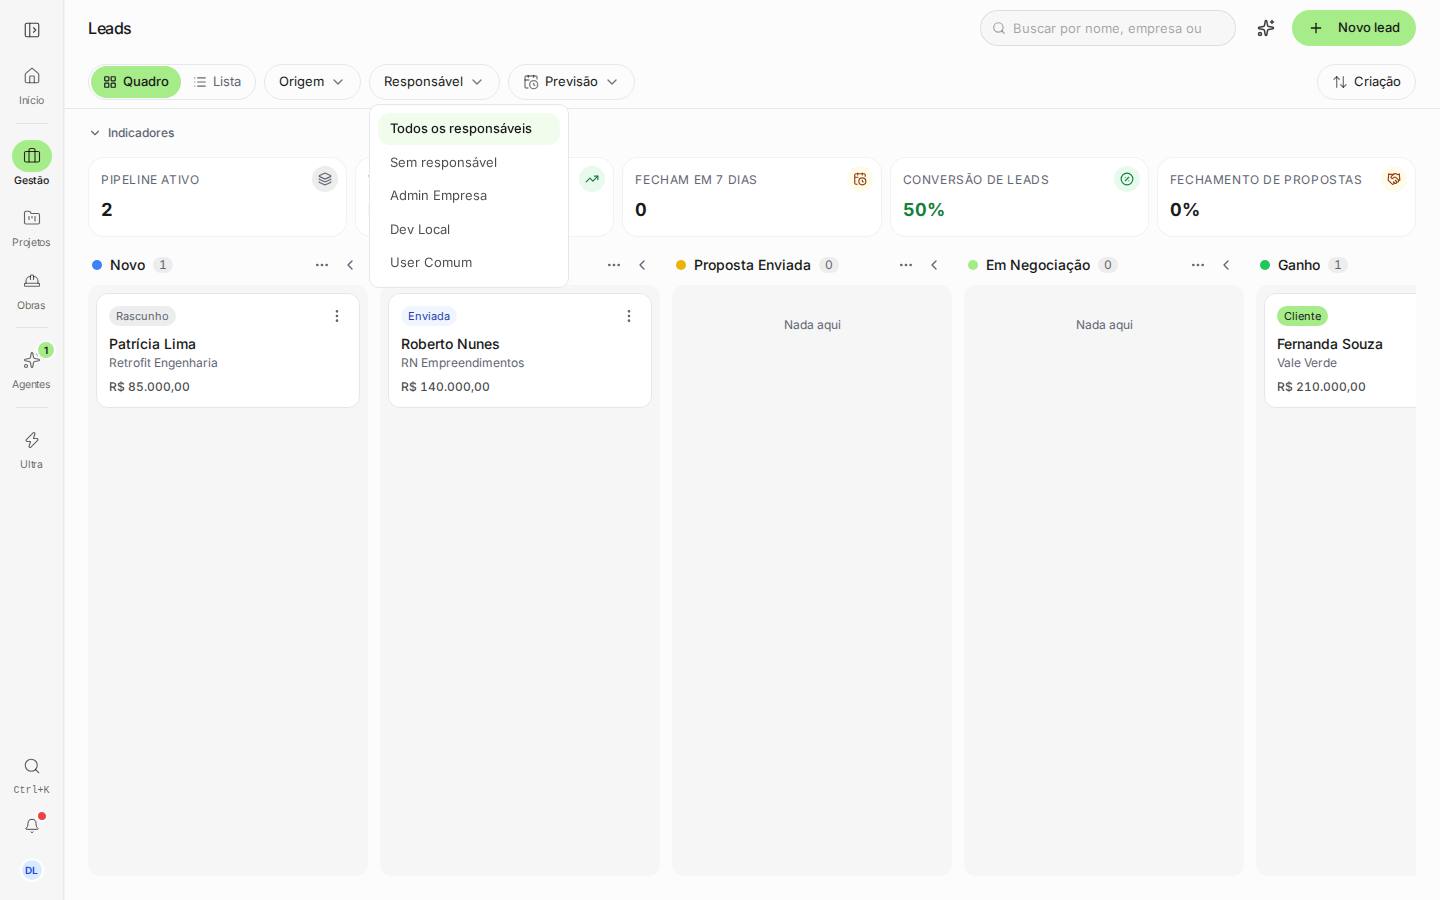 Leads
Buscar por nome, empresa ou
Novo lead
Quadro
Lista
Origem
Responsável
Previsão
Criação
Início
Gestão
Projetos
Obras
1
Agentes
Ultra
Ctrl+K
DL
Indicadores
Todos os responsáveis
Sem responsável
Admin Empresa
Dev Local
User Comum
PIPELINE ATIVO
2
FECHAM EM 7 DIAS
0
CONVERSÃO DE LEADS
50%
FECHAMENTO DE PROPOSTAS
0%
Novo 1
Rascunho
Patrícia Lima
Retrofit Engenharia
R$ 85.000,00
Enviada
Roberto Nunes
RN Empreendimentos
R$ 140.000,00
Proposta Enviada 0
Nada aqui
Em Negociação 0
Nada aqui
Ganho 1
Cliente
Fernanda Souza
Vale Verde
R$ 210.000,00